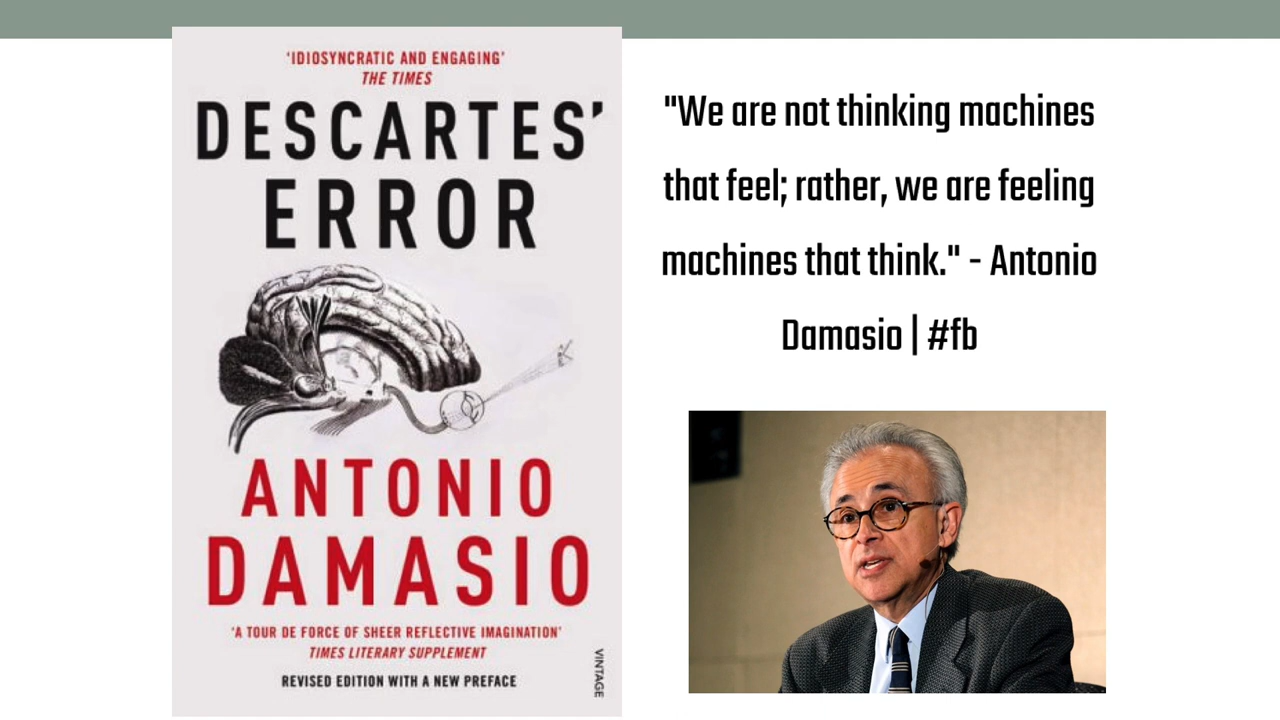 'IDIOSYNCRATIC AND ENGAGING'
THE TIMES
DESCARTES'
ERROR
ANTONIO
DAMASIO
'A TOUR DE FORCE OF SHEER REFLECTIVE IMAGINATION'
TIMES LITERARY SUPPLEMENT
REVISED EDITION WITH A NEW PREFACE
VINTAGE
"We are not thinking machines
that feel; rather, we are feeling
machines that think." - Antonio
Damasio | #fb